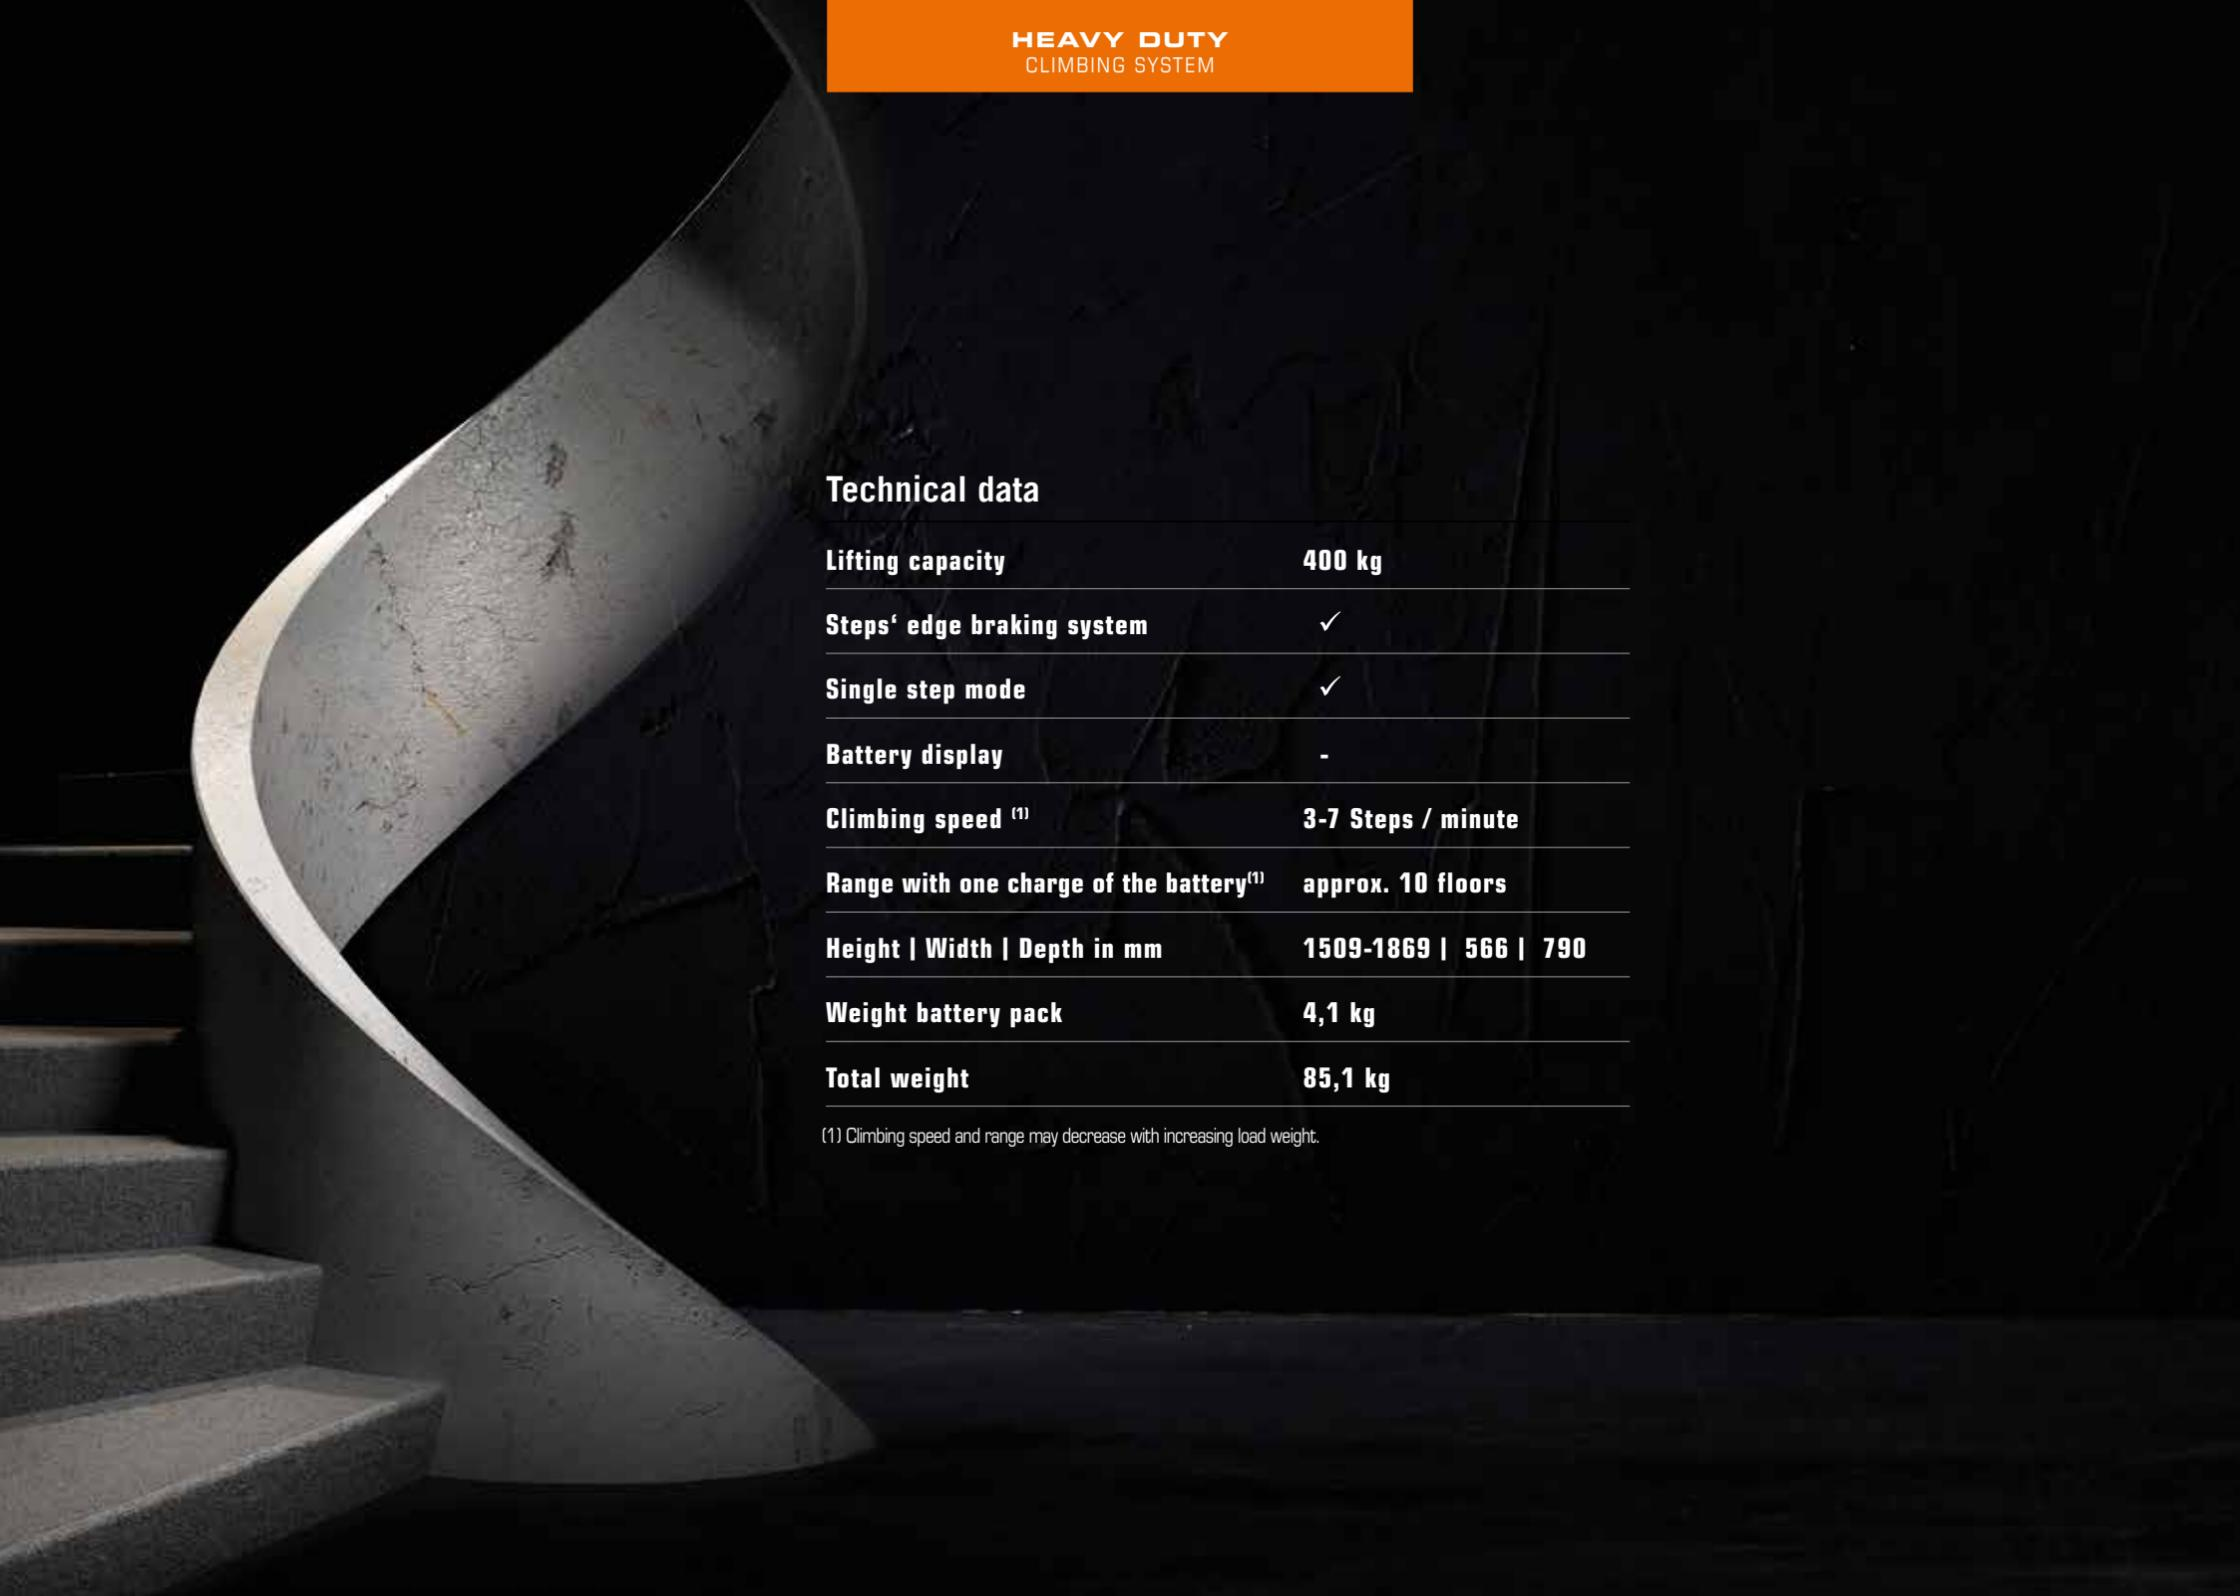 HEAVY DUTY
CLIMBING SYSTEM
Technical data
Lifting capacity 400 kg
Steps‘ edge braking system ✓
Single step mode ✓
Battery display -
Climbing speed (1) 3-7 Steps / minute
Range with one charge of the battery(1) approx. 10 floors
Height | Width | Depth in mm 1509-1869 | 566 | 790
Weight battery pack 4,1 kg
Total weight 85,1 kg
(1) Climbing speed and range may decrease with increasing load weight.